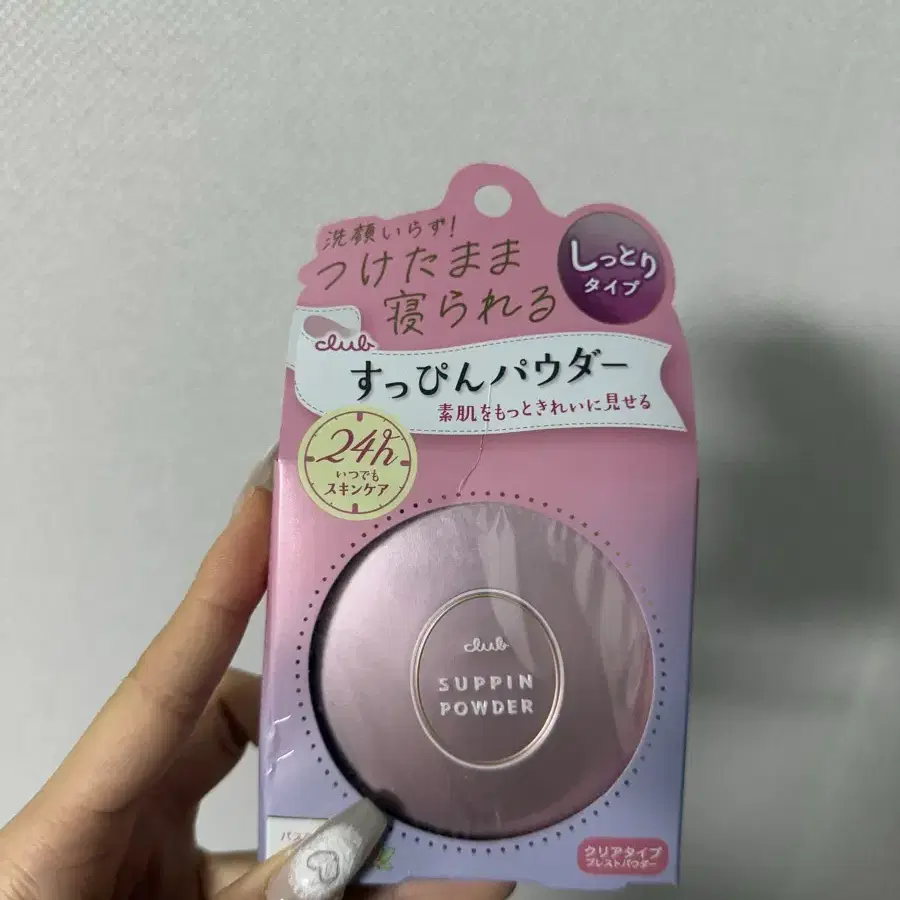 洗顔いらず!
つけたまま
寝られる
しっとり
タイプ
club
すっぴんパウダー
素肌をもっときれいに見せる
24h
いつでも
スキンケア
club
SUPPIN
POWDER
クリアタイプ
プレストパウダー